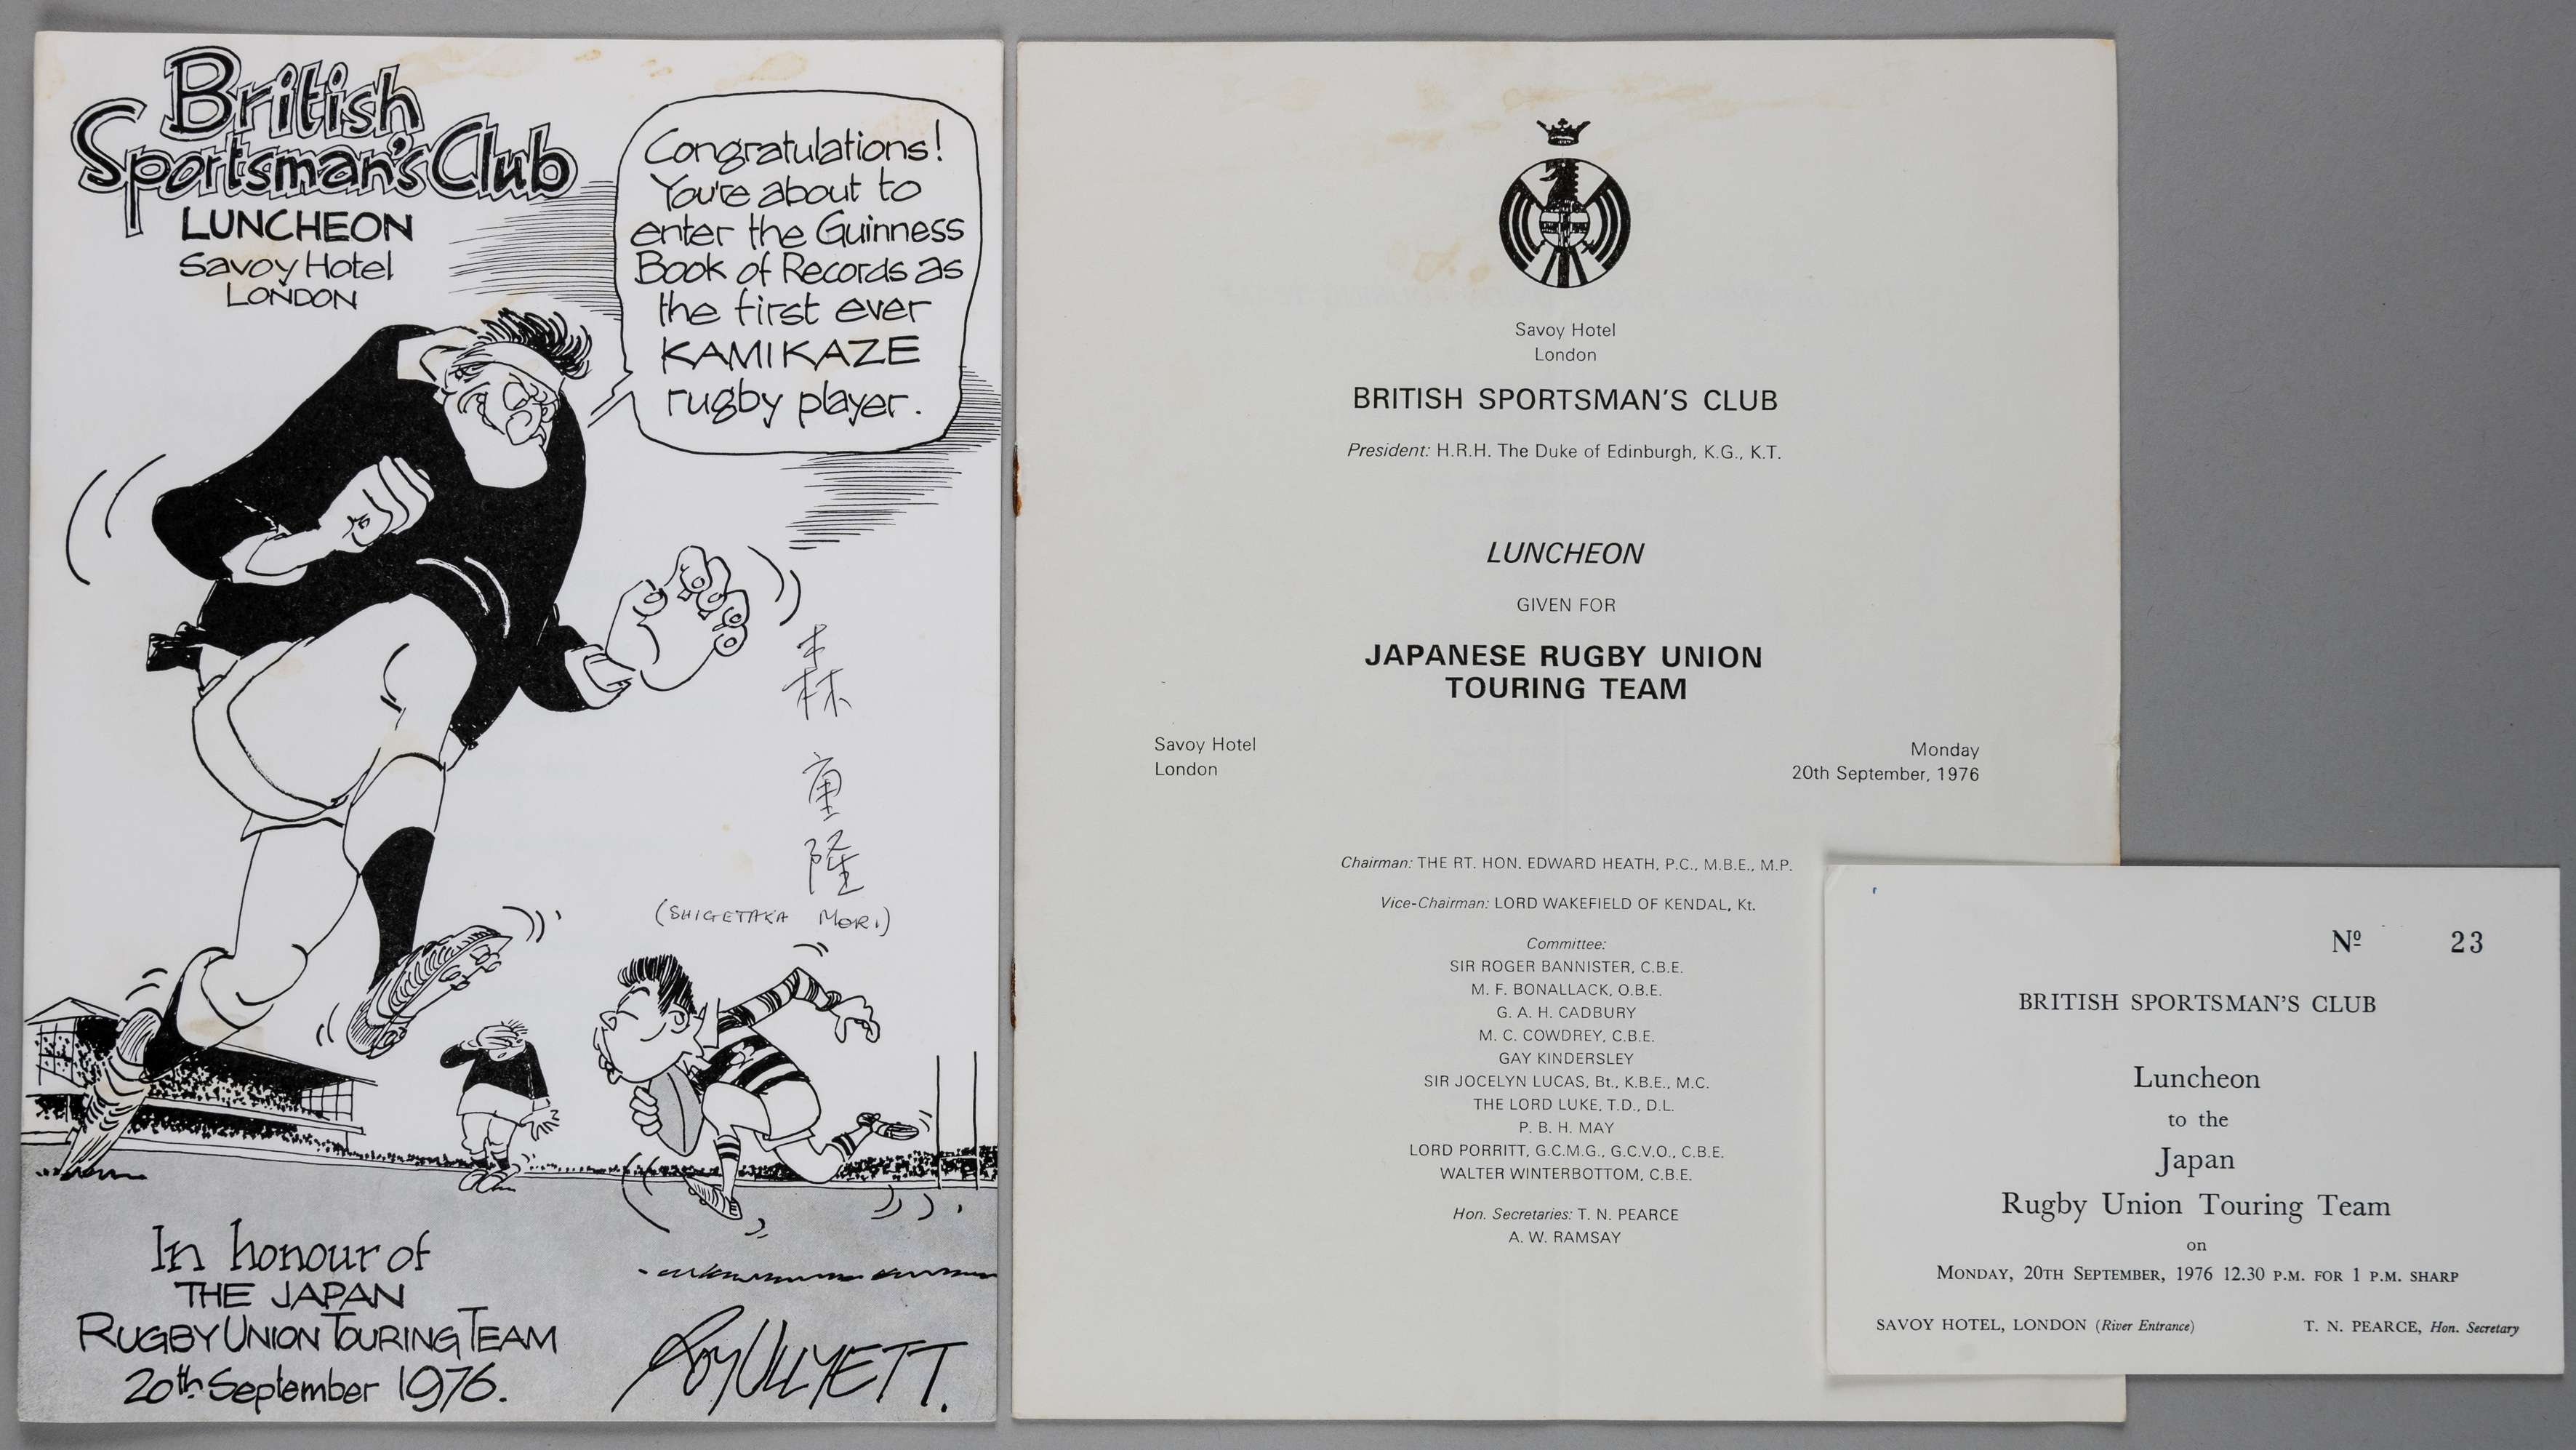 British
Sportsman's Club
LUNCHEON
Savoy Hotel
LONDON
Congratulations!
You're about to
enter the Guinness
Book of Records as
the first ever
KAMIKAZE
rugby player.
森
重
隆
(SHIGETAKA MORI)
In honour of
THE JAPAN
RUGBY UNION TOURING TEAM
20th September 1976.
Roy ULLYETT.
Savoy Hotel
London
BRITISH SPORTSMAN'S CLUB
President: H.R.H. The Duke of Edinburgh, K.G., K.T.
LUNCHEON
GIVEN FOR
JAPANESE RUGBY UNION
TOURING TEAM
Savoy Hotel
London
Monday
20th September, 1976
Chairman: THE RT. HON. EDWARD HEATH, P.C., M.B.E., M.P.
Vice-Chairman: LORD WAKEFIELD OF KENDAL, Kt.
Committee:
SIR ROGER BANNISTER, C.B.E.
M. F. BONALLACK, O.B.E.
G. A. H. CADBURY
M. C. COWDREY, C.B.E.
GAY KINDERSLEY
SIR JOCELYN LUCAS, Bt., K.B.E., M.C.
THE LORD LUKE, T.D., D.L.
P. B. H. MAY
LORD PORRITT, G.C.M.G., G.C.V.O., C.B.E.
WALTER WINTERBOTTOM, C.B.E.
Hon. Secretaries: T. N. PEARCE
A. W. RAMSAY
Nº 23
BRITISH SPORTSMAN'S CLUB
Luncheon
to the
Japan
Rugby Union Touring Team
on
MONDAY, 20TH SEPTEMBER, 1976 12.30 P.M. FOR 1 P.M. SHARP
SAVOY HOTEL, LONDON (River Entrance)
T. N. PEARCE, Hon. Secretary